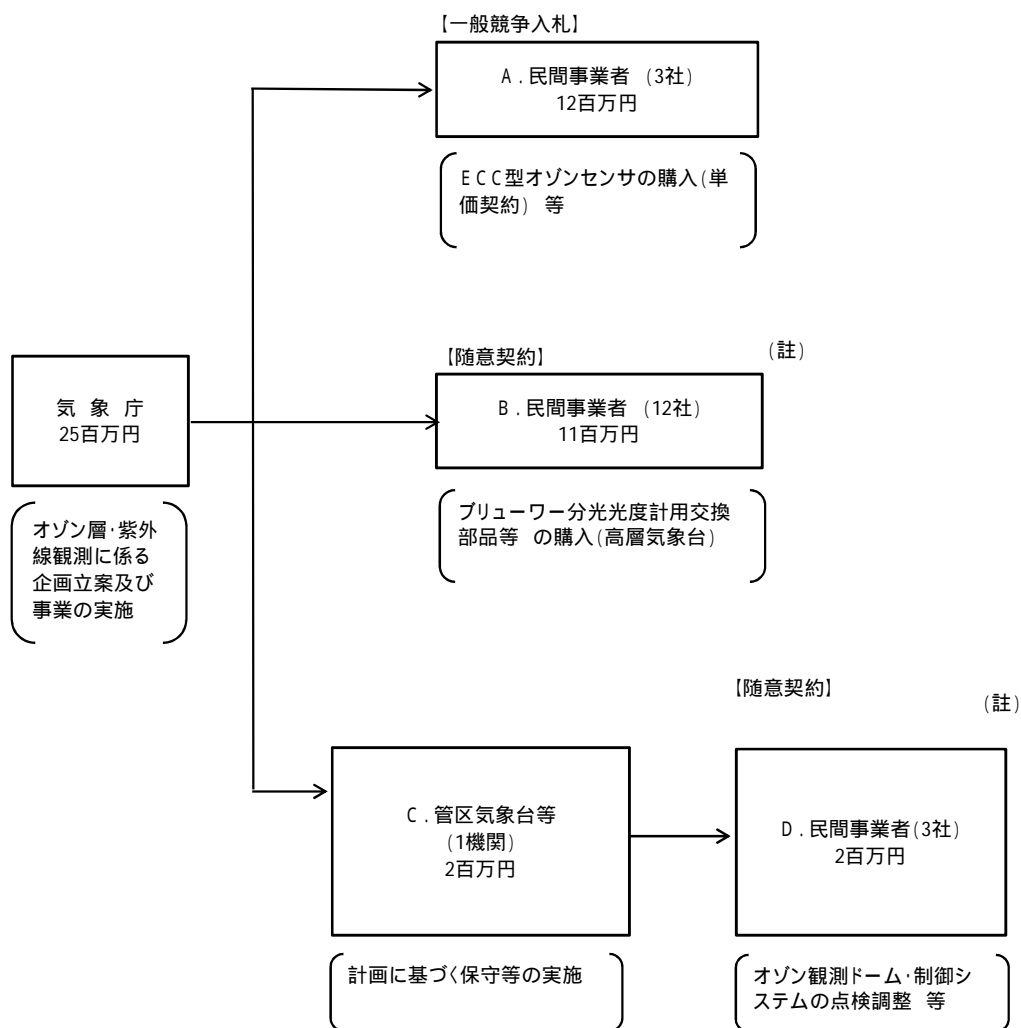 【一般競争入札】
A．民間事業者 (3社)
12百万円
ECC型オゾンセンサの購入(単
価契約) 等
【随意契約】
(註)
B．民間事業者 (12社)
11百万円
ブリューワー分光光度計用交換
部品等 の購入(高層気象台)
気 象 庁
25百万円
オゾン層・紫外
線観測に係る
企画立案及び
事業の実施
【随意契約】
(註)
C．管区気象台等
(1機関)
2百万円
計画に基づく保守等の実施
D．民間事業者(3社)
2百万円
オゾン観測ドーム・制御シ
ステムの点検調整 等